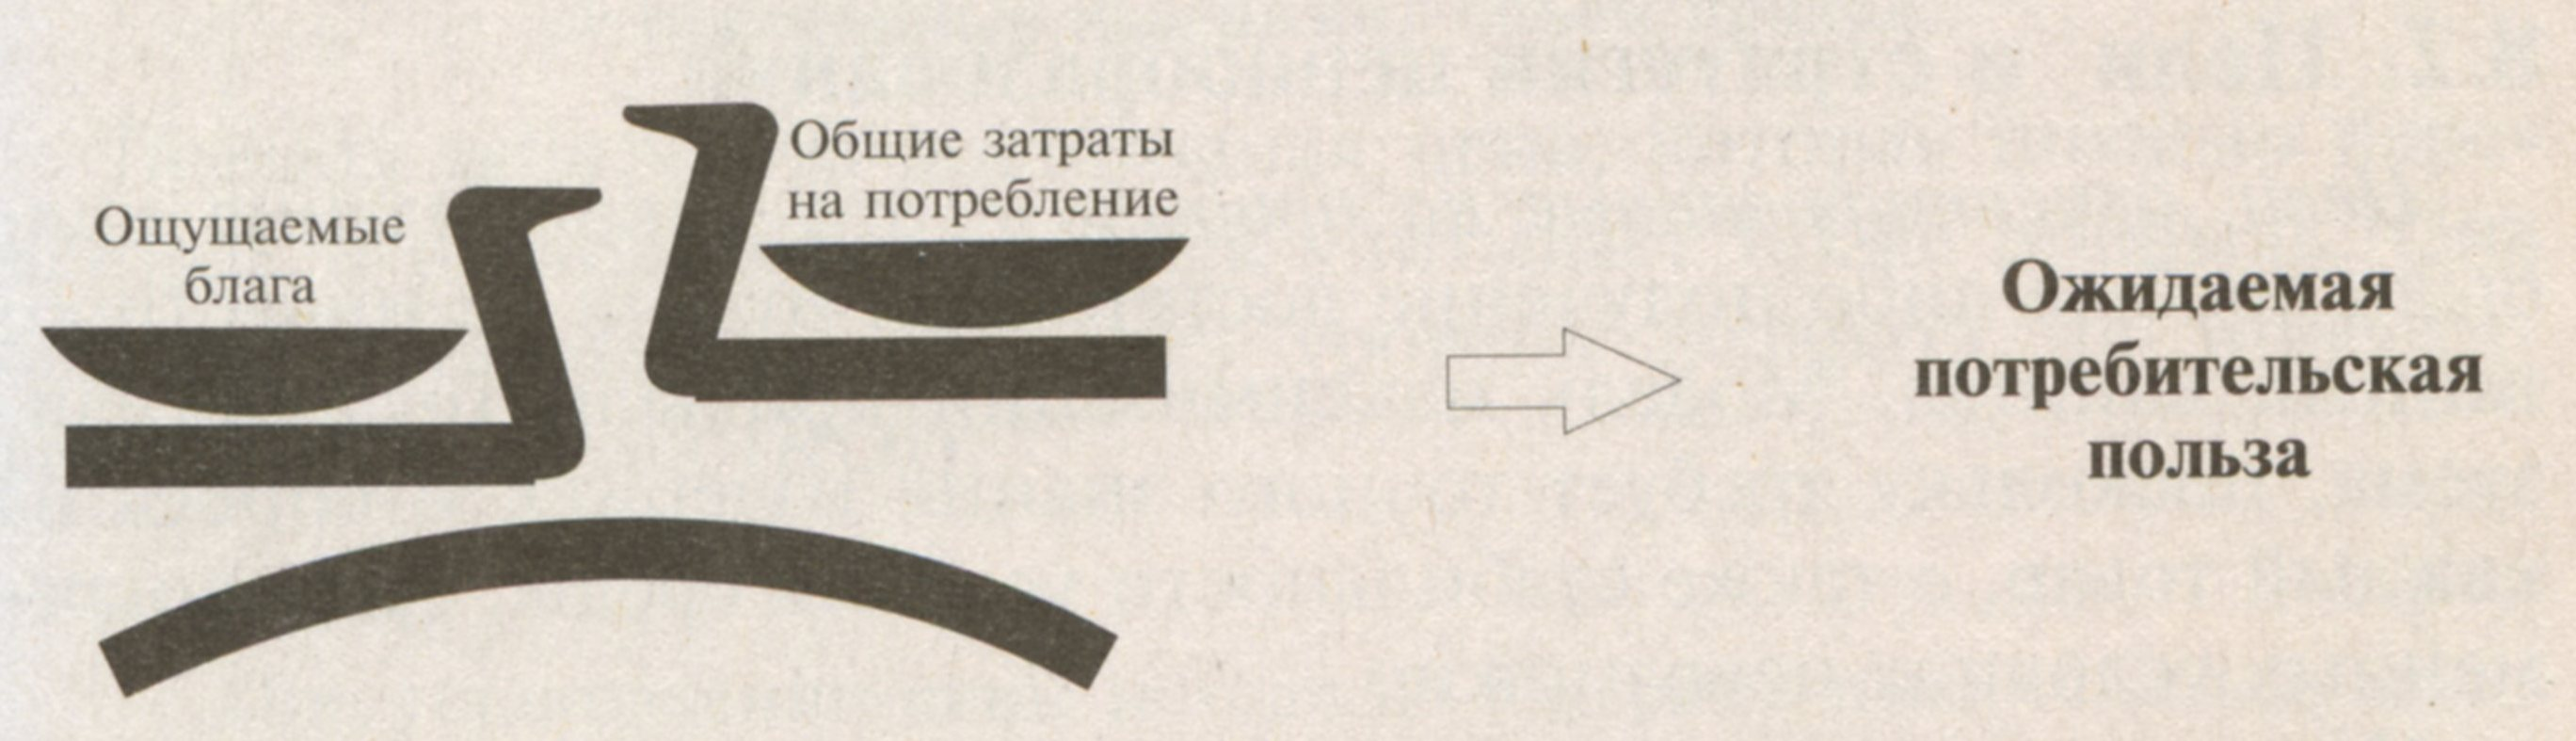 Ощущаемые
блага
Общие затраты
на потребление
Ожидаемая
потребительская
польза